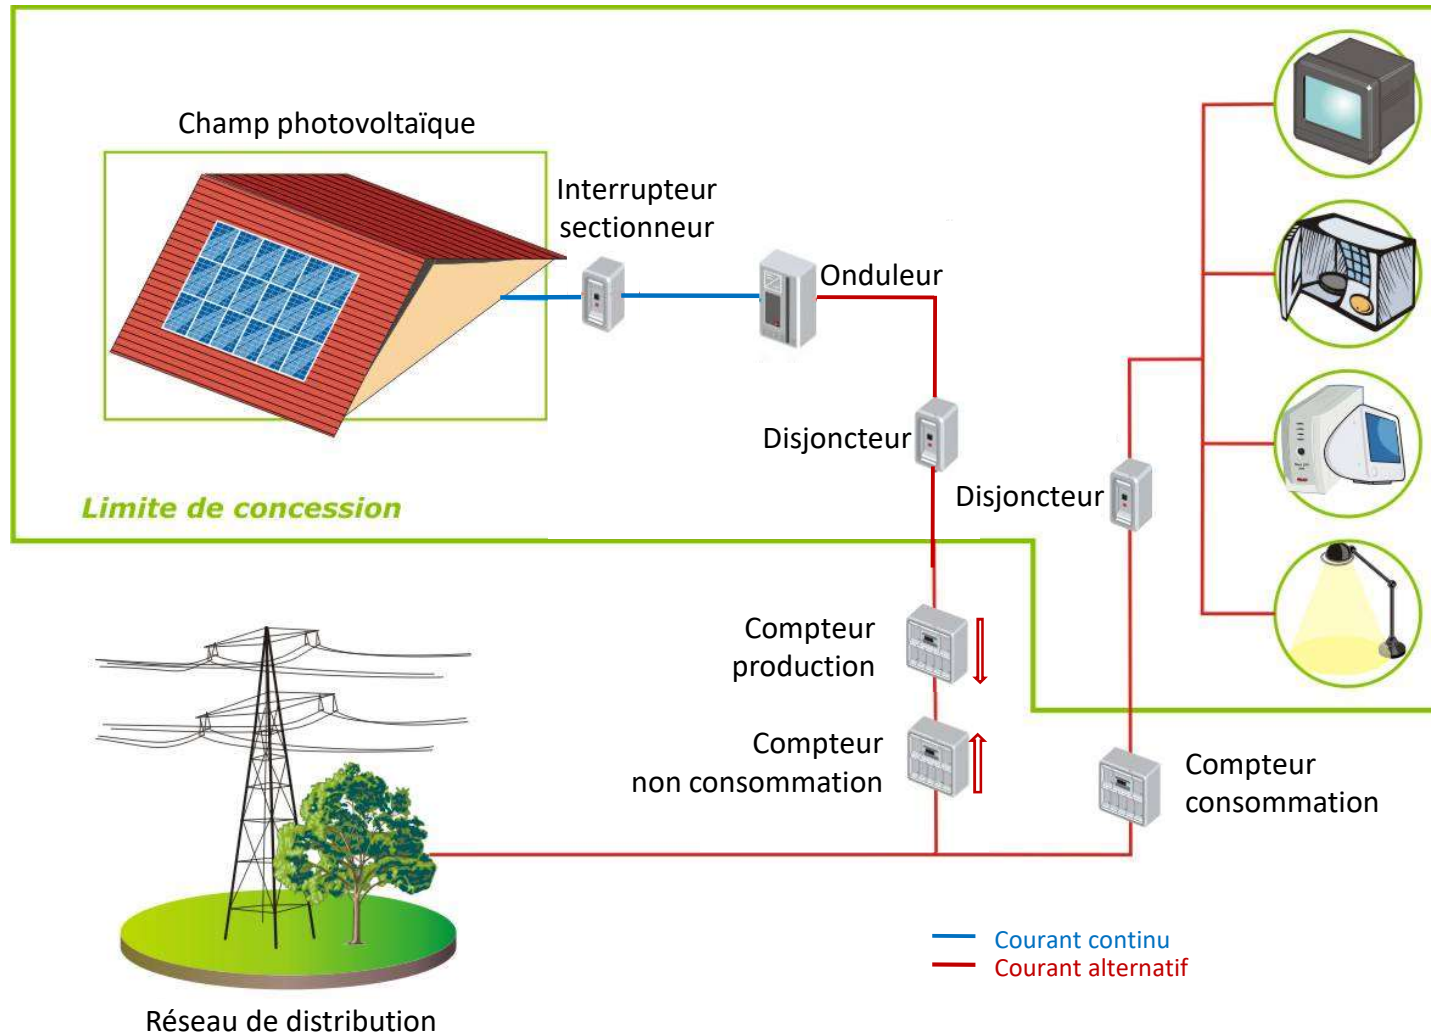 Champ photovoltaïque
Interrupteur
sectionneur
Onduleur
Disjoncteur
Disjoncteur
Limite de concession
Compteur
production
Compteur
non consommation
Compteur
consommation
Courant continu
Courant alternatif
Réseau de distribution